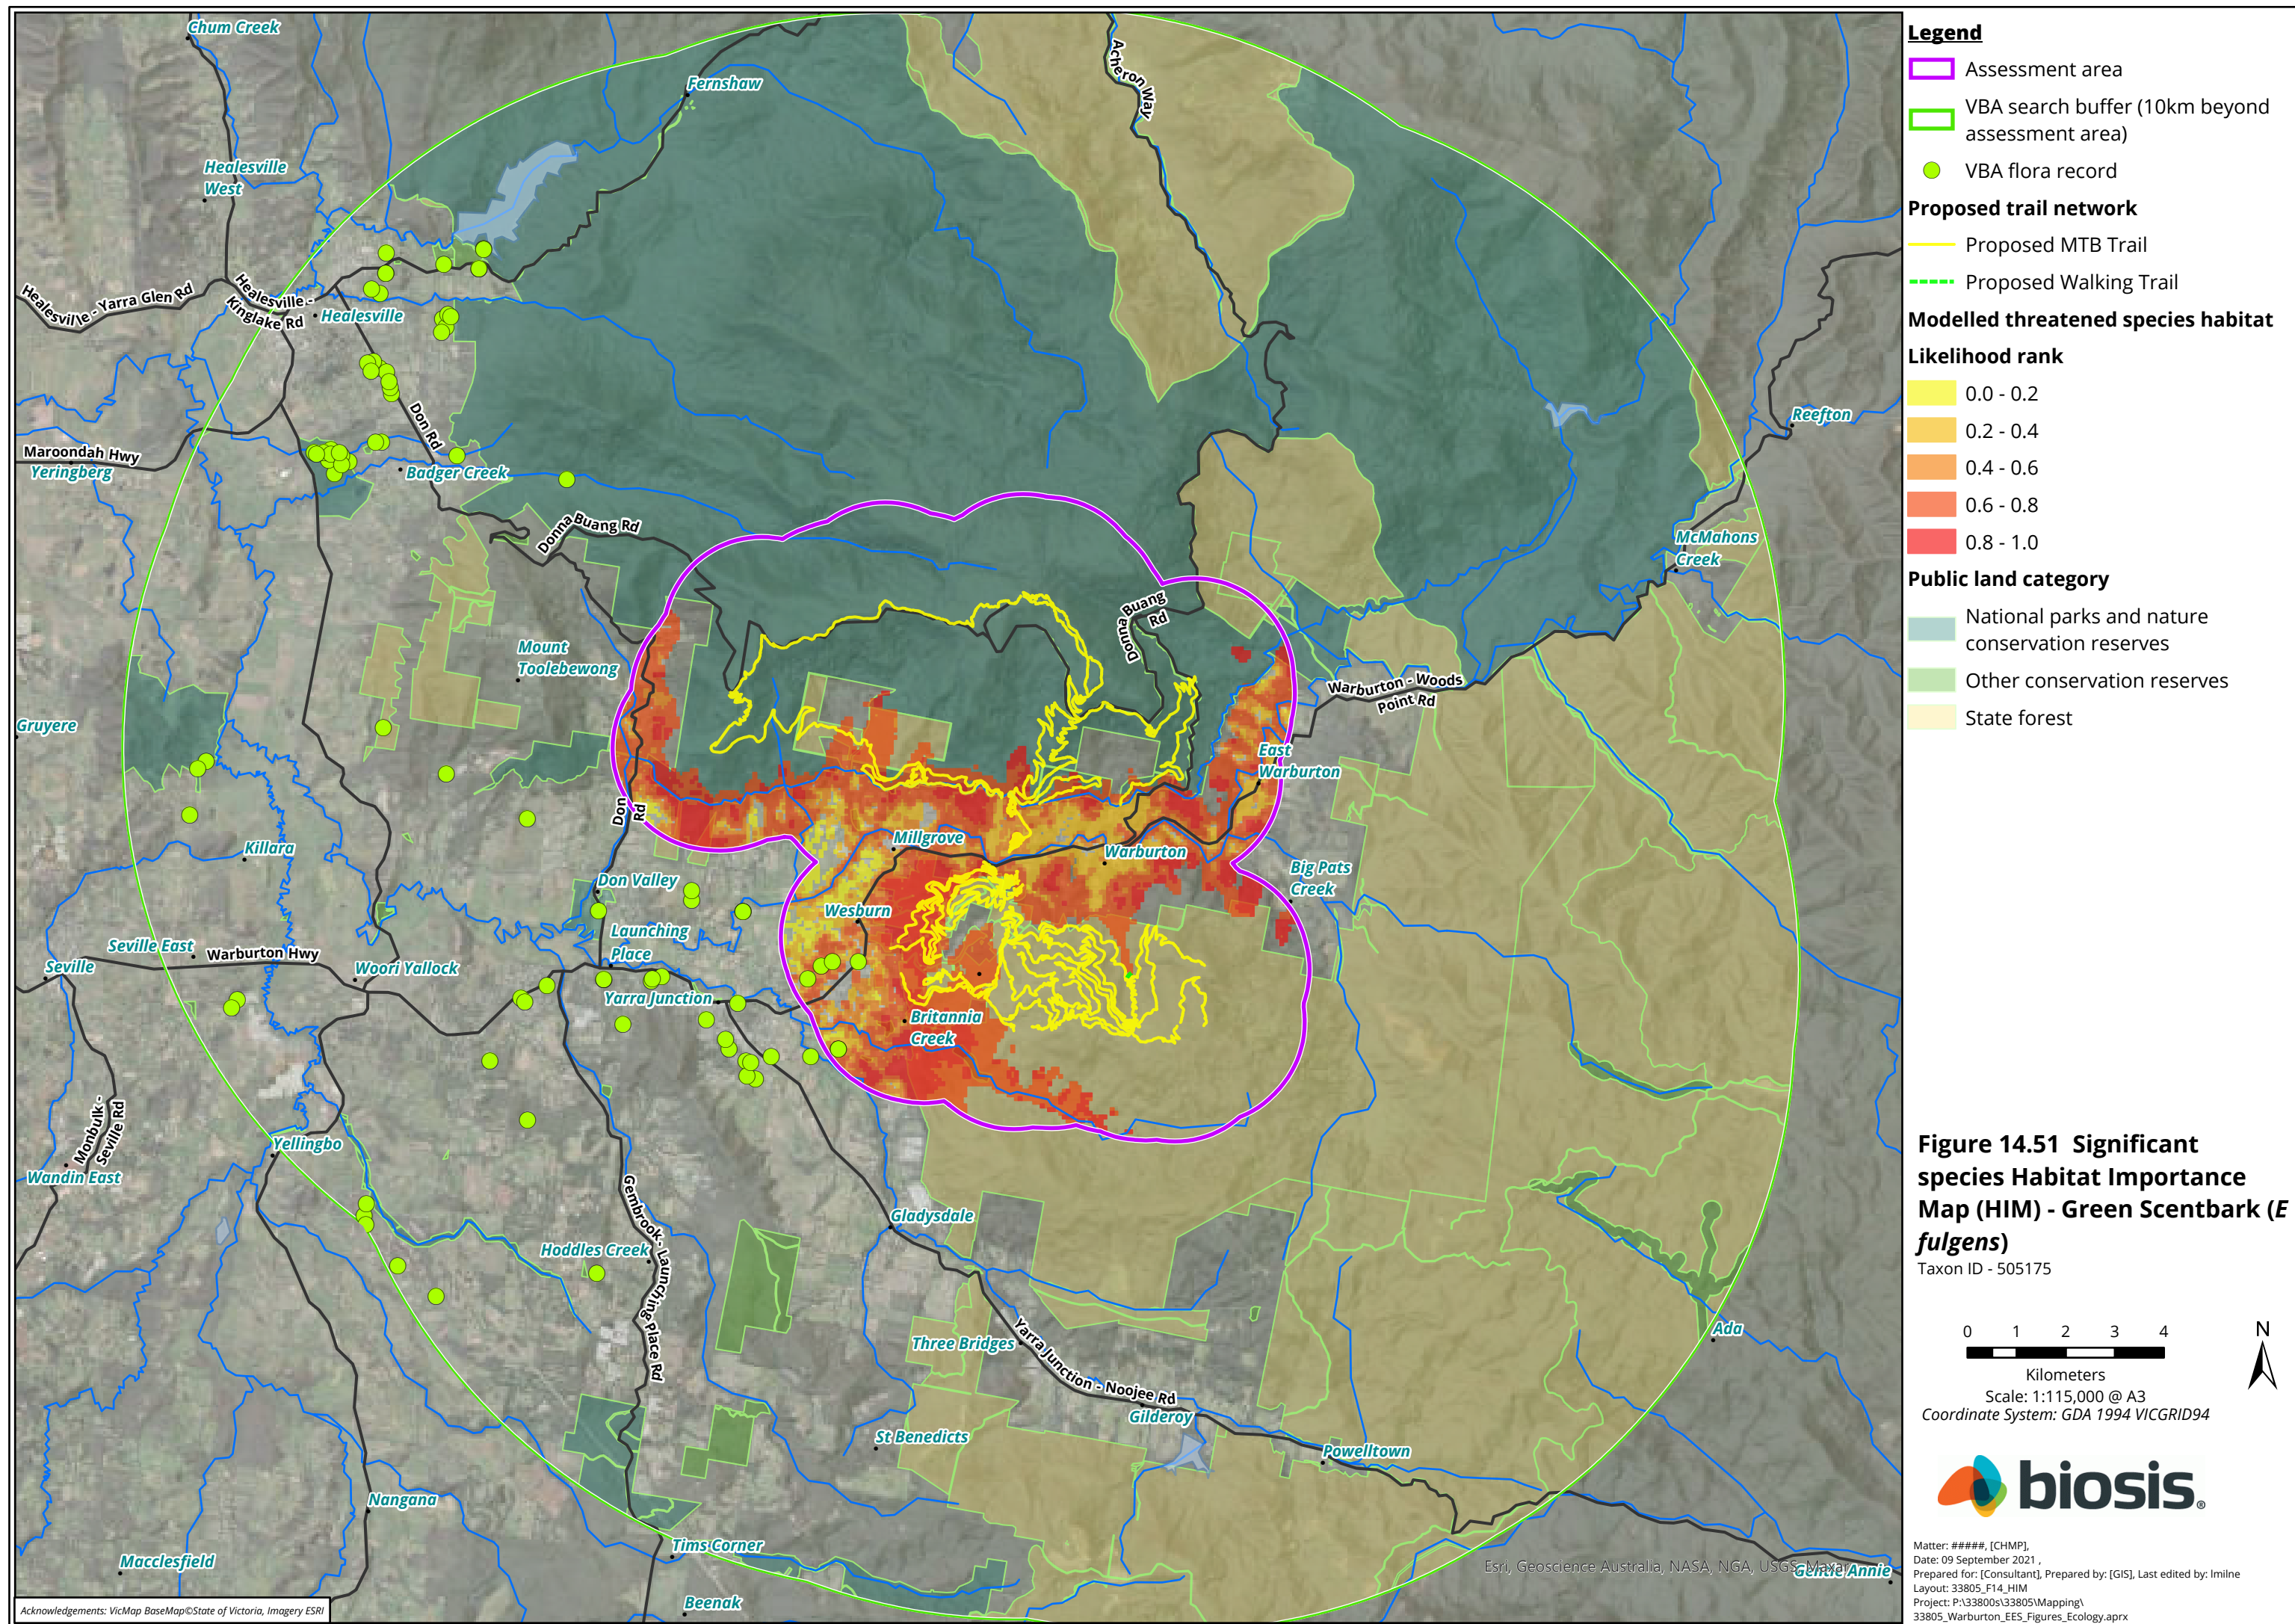 Chum Creek
Fernshaw
Acheron Way
Healesville
West
Healesville - Yarra Glen Rd
Healesville -
Kinglake Rd
Healesville
Don Rd
Maroondah Hwy
Yeringberg
Badger Creek
Reefton
Donna Buang Rd
McMahons
Creek
Donna
Buang
Rd
Mount
Toolebewong
Gruyere
Warburton - Woods
Point Rd
East
Warburton
Don
Rd
Millgrove
Warburton
Killara
Big Pats
Creek
Don Valley
Wesburn
Launching
Place
Seville East
Warburton Hwy
Seville
Woori Yallock
Yarra Junction
Britannia
Creek
Monbulk -
Seville Rd
Yellingbo
Wandin East
Gembrook - Launching Place Rd
Gladysdale
Hoddles Creek
Three Bridges
Yarra Junction - Noojee Rd
Ada
Gilderoy
St Benedicts
Powelltown
Nangana
Tims Corner
Macclesfield
Beenak
Gentle Annie
Esri, Geoscience Australia, NASA, NGA, USGS, Maxar
Acknowledgements: VicMap BaseMap©State of Victoria, Imagery ESRI
Legend
Assessment area
VBA search buffer (10km beyond
assessment area)
VBA flora record
Proposed trail network
Proposed MTB Trail
Proposed Walking Trail
Modelled threatened species habitat
Likelihood rank
0.0 - 0.2
0.2 - 0.4
0.4 - 0.6
0.6 - 0.8
0.8 - 1.0
Public land category
National parks and nature
conservation reserves
Other conservation reserves
State forest
Figure 14.51 Significant
species Habitat Importance
Map (HIM) - Green Scentbark (E
fulgens)
Taxon ID - 505175
0 1 2 3 4
N
Kilometers
Scale: 1:115,000 @ A3
Coordinate System: GDA 1994 VICGRID94
biosis®
Matter: #####, [CHMP],
Date: 09 September 2021 ,
Prepared for: [Consultant], Prepared by: [GIS], Last edited by: lmilne
Layout: 33805_F14_HIM
Project: P:\33800s\33805\Mapping\
33805_Warburton_EES_Figures_Ecology.aprx